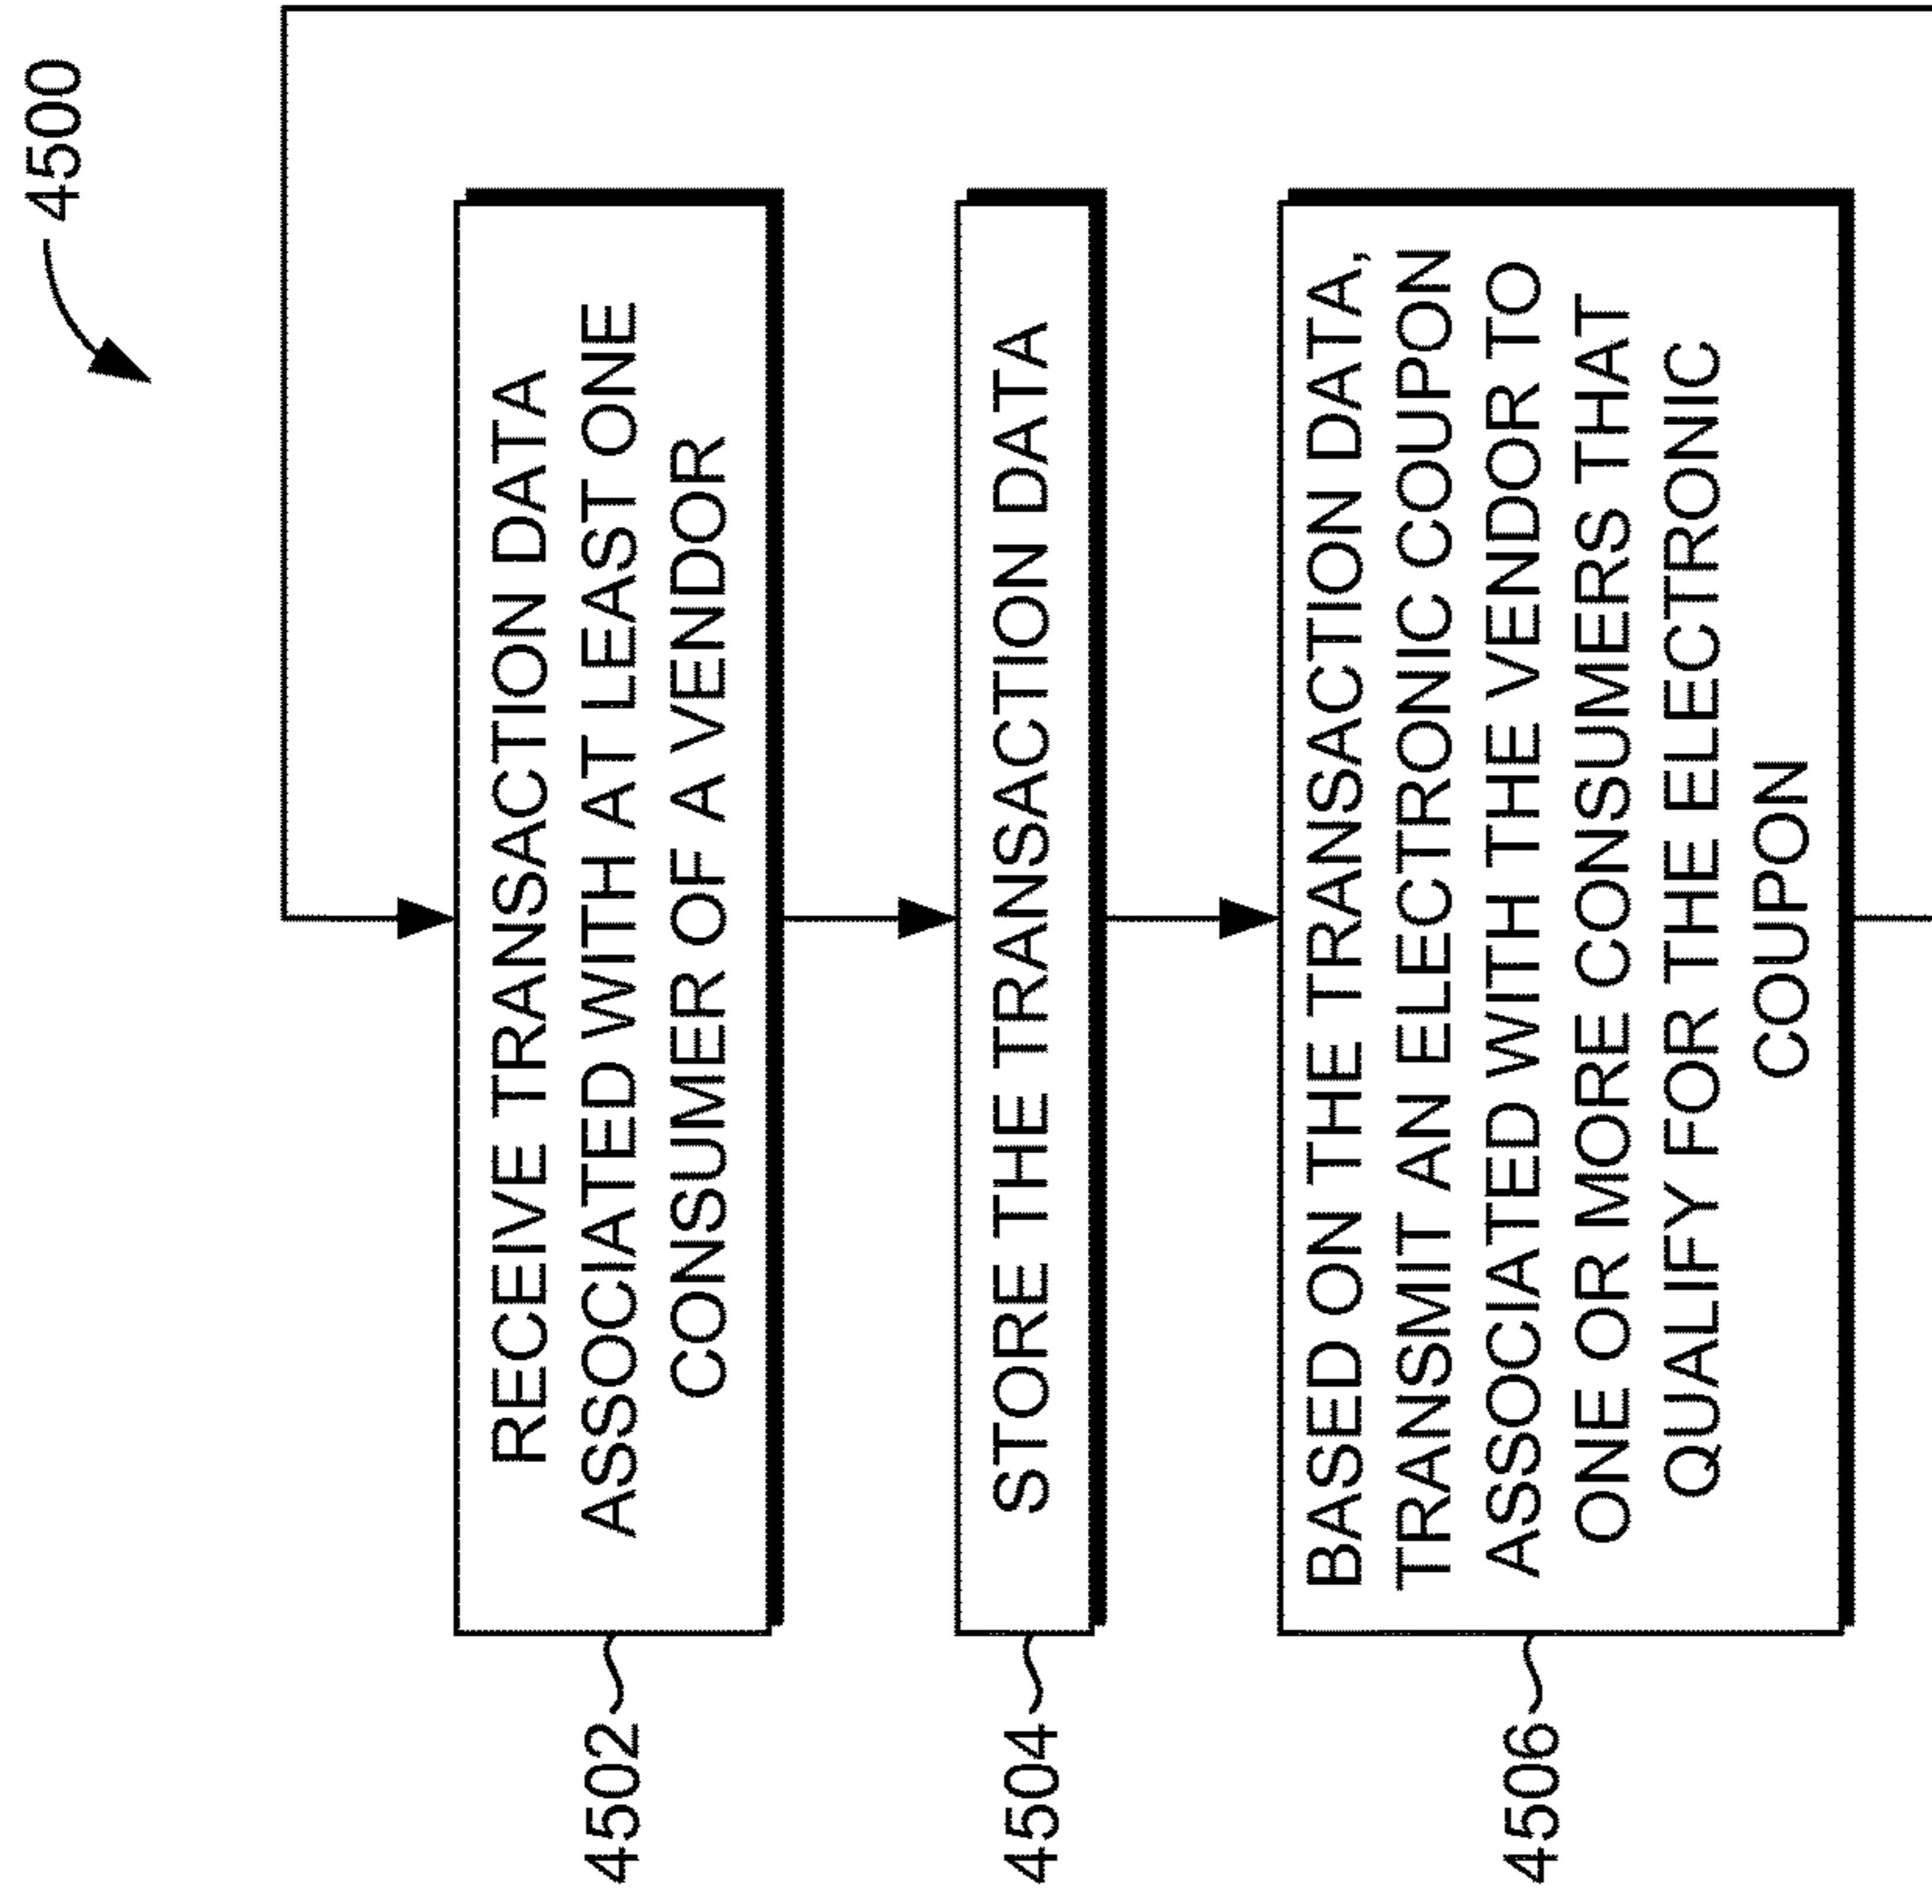 4500
4502
RECEIVE TRANSACTION DATA
ASSOCIATED WITH AT LEAST ONE
CONSUMER OF A VENDOR
4504
STORE THE TRANSACTION DATA
4506
BASED ON THE TRANSACTION DATA,
TRANSMIT AN ELECTRONIC COUPON
ASSOCIATED WITH THE VENDOR TO
ONE OR MORE CONSUMERS THAT
QUALIFY FOR THE ELECTRONIC
COUPON